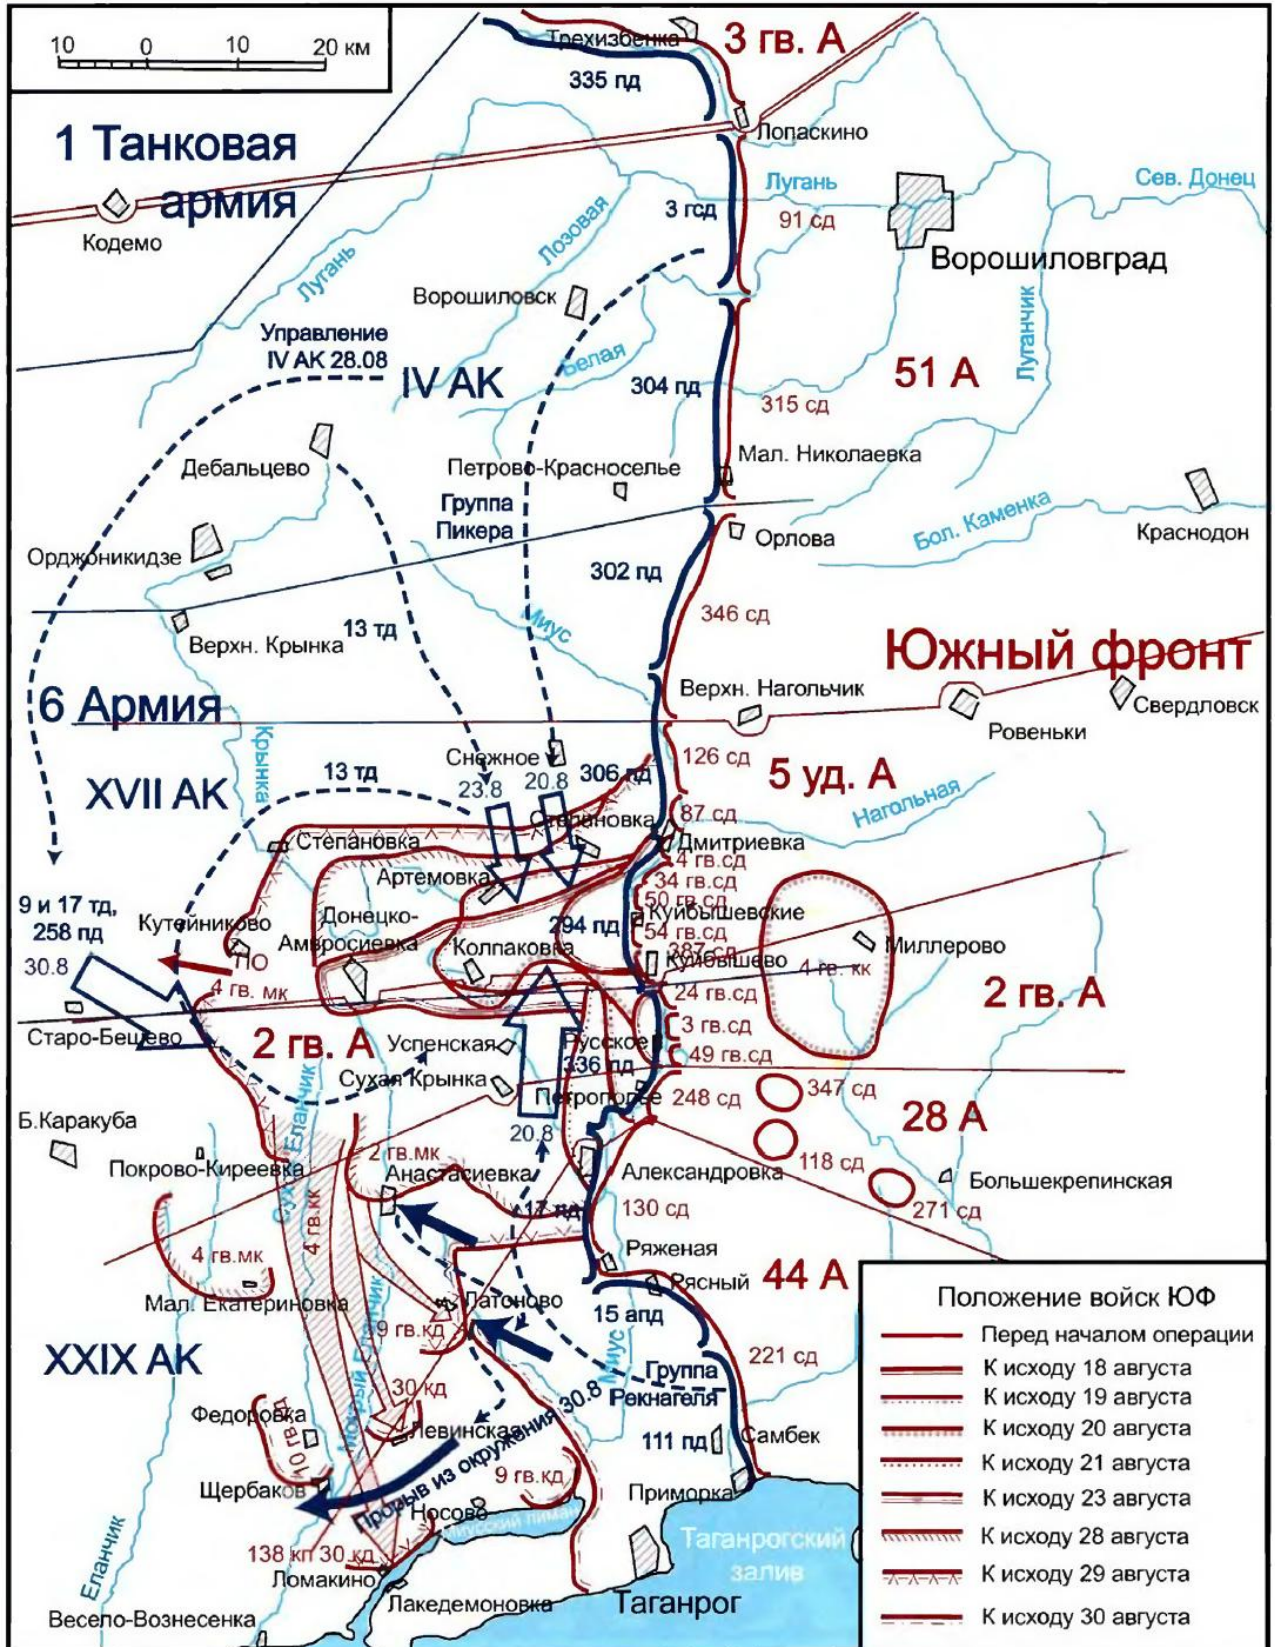 10 0 10 20 км
Трехизбенка
3 гв. А
335 пд
1 Танковая
армия
Лопаскино
Кодемо
Лугань
Лозовая
Лугань
3 гсд
91 сд
Сев. Донец
Ворошиловград
Ворошиловск
Управление
IV АК 28.08
IV АК
Белая
304 пд
51 А
315 сд
Луганчик
Дебальцево
Петрово-Красноселье
Мал. Николаевка
Группа
Пикера
Орлова
Бол. Каменка
Краснодон
Орджоникидзе
302 пд
346 сд
Миус
Верхн. Крынка
13 тд
Южный фронт
6 Армия
Верхн. Нагольчик
Ровеньки
Свердловск
Крынка
Снежное
306 пд
126 сд
5 уд. А
XVII АК
13 тд
23.8
20.8
Степановка
87 сд
Нагольная
Степановка
Дмитриевка
4 гв.сд
Артемовка
34 гв.сд
50 гв.сд
9 и 17 тд,
258 пд
30.8
Кутейниково
Донецко-
Амвросиевка
Колпаковка
294 пд
Куйбышевские
54 гв.сд
387 сд
Куйбышево
Миллерово
4 гв. кк
ПО
4 гв. мк
24 гв.сд
2 гв. А
Старо-Бешево
2 гв. А
Успенская
Русское
3 гв.сд
49 гв.сд
336 пд
Сухая Крынка
Петрополье
248 сд
347 сд
28 А
Б.Каракуба
Сух. Еланчик
20.8
Покрово-Киреевка
2 гв.мк
Анастасиевка
Александровка
118 сд
Большекрепинская
271 сд
4 гв.кк
17 пд
130 сд
4 гв.мк
Ряженая
Рясный
44 А
Мал. Екатериновка
Мокрый Еланчик
Латоново
15 апд
9 гв.кд
Миус
221 сд
XXIX АК
Группа
Рекнагеля
30 кд
Федоровка
10 гв.кд
Левинская
111 пд
Самбек
Прорыв из окружения 30.8
9 гв.кд
Щербаков
Приморка
Носово
Миусский лиман
Таганрогский
залив
138 кп 30 кд
Ломакино
Еланчик
Лакедемоновка
Таганрог
Весело-Вознесенка
Положение войск ЮФ
Перед началом операции
К исходу 18 августа
К исходу 19 августа
К исходу 20 августа
К исходу 21 августа
К исходу 23 августа
К исходу 28 августа
К исходу 29 августа
К исходу 30 августа